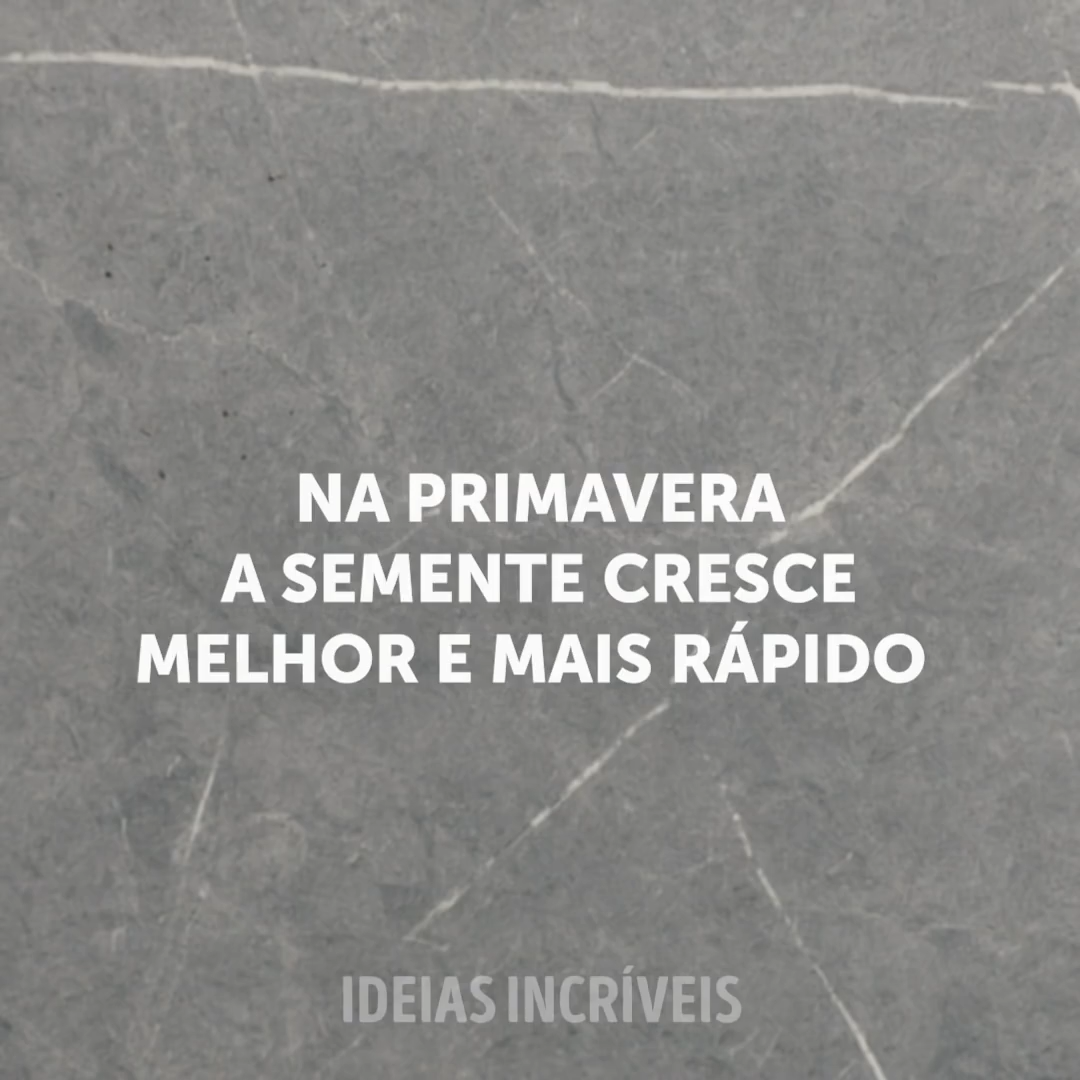 NA PRIMAVERA
A SEMENTE CRESCE
MELHOR E MAIS RÁPIDO
IDEIAS INCRÍVEIS